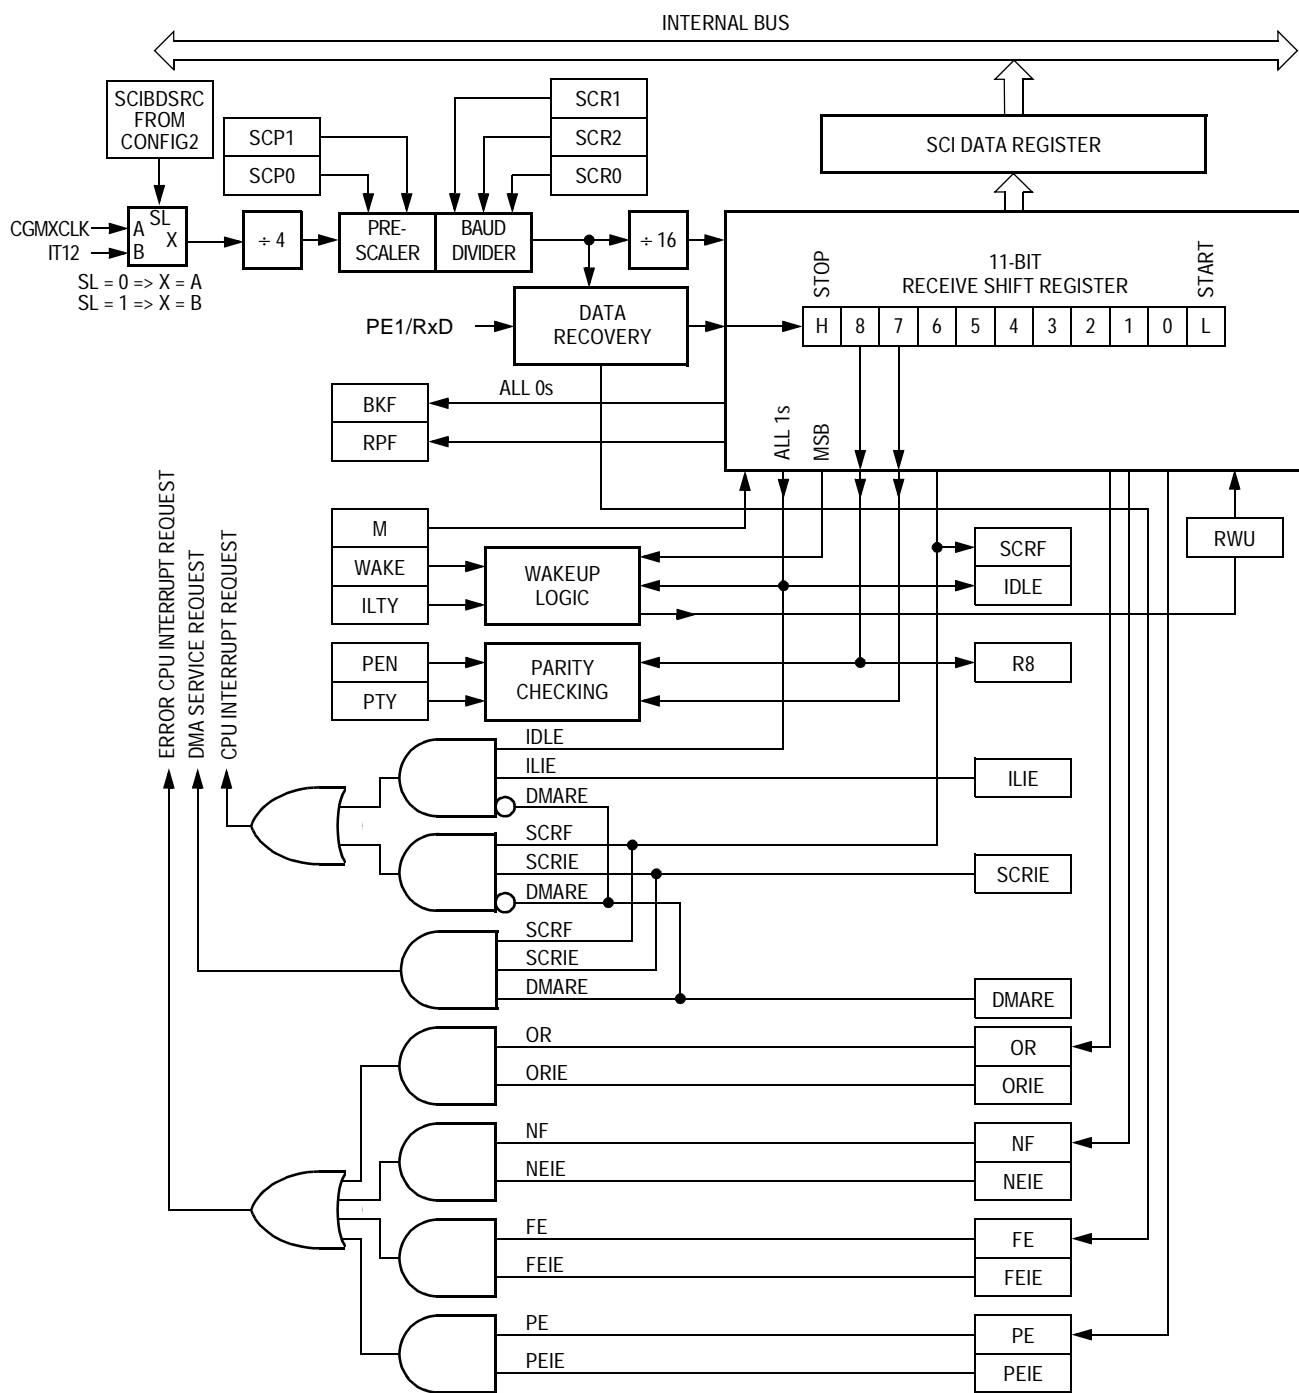 INTERNAL BUS
SCIBDSRC
FROM
CONFIG2
SCP1
SCP0
SCR1
SCR2
SCR0
SCI DATA REGISTER
CGMXCLK
IT12
SL
A
X
B
SL = 0 => X = A
SL = 1 => X = B
÷ 4
PRE-
SCALER
BAUD
DIVIDER
÷ 16
STOP
11-BIT
RECEIVE SHIFT REGISTER
START
H 8 7 6 5 4 3 2 1 0 L
PE1/RxD
DATA
RECOVERY
ALL 0s
BKF
RPF
ALL 1s
MSB
M
WAKE
ILTY
WAKEUP
LOGIC
SCRF
IDLE
RWU
PEN
PTY
PARITY
CHECKING
R8
ERROR CPU INTERRUPT REQUEST
DMA SERVICE REQUEST
CPU INTERRUPT REQUEST
IDLE
ILIE
ILIE
DMARE
SCRF
SCRIE
SCRIE
DMARE
SCRF
SCRIE
DMARE
DMARE
OR
OR
ORIE
ORIE
NF
NF
NEIE
NEIE
FE
FE
FEIE
FEIE
PE
PE
PEIE
PEIE